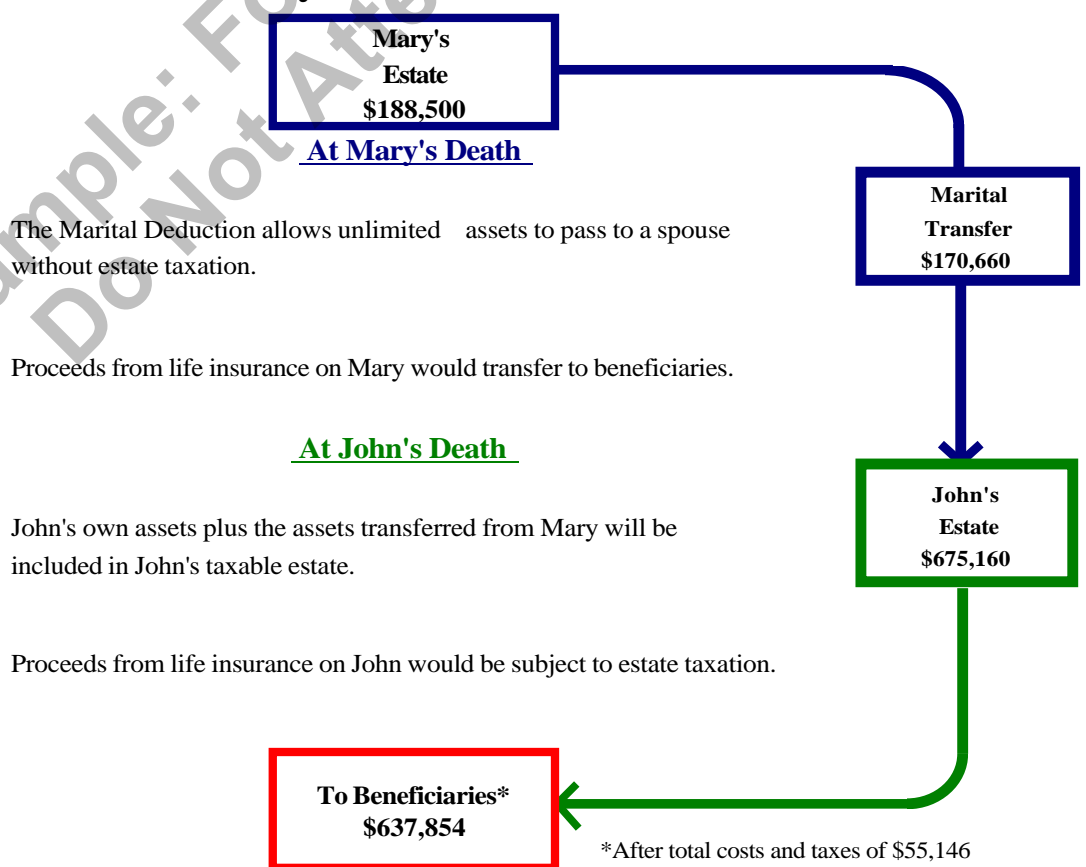 Mary's
Estate
$188,500
At Mary's Death
Marital
Transfer
$170,660
The Marital Deduction allows unlimited assets to pass to a spouse
without estate taxation.
Proceeds from life insurance on Mary would transfer to beneficiaries.
At John's Death
John's
Estate
$675,160
John's own assets plus the assets transferred from Mary will be
included in John's taxable estate.
Proceeds from life insurance on John would be subject to estate taxation.
To Beneficiaries*
$637,854
*After total costs and taxes of $55,146
Do Not